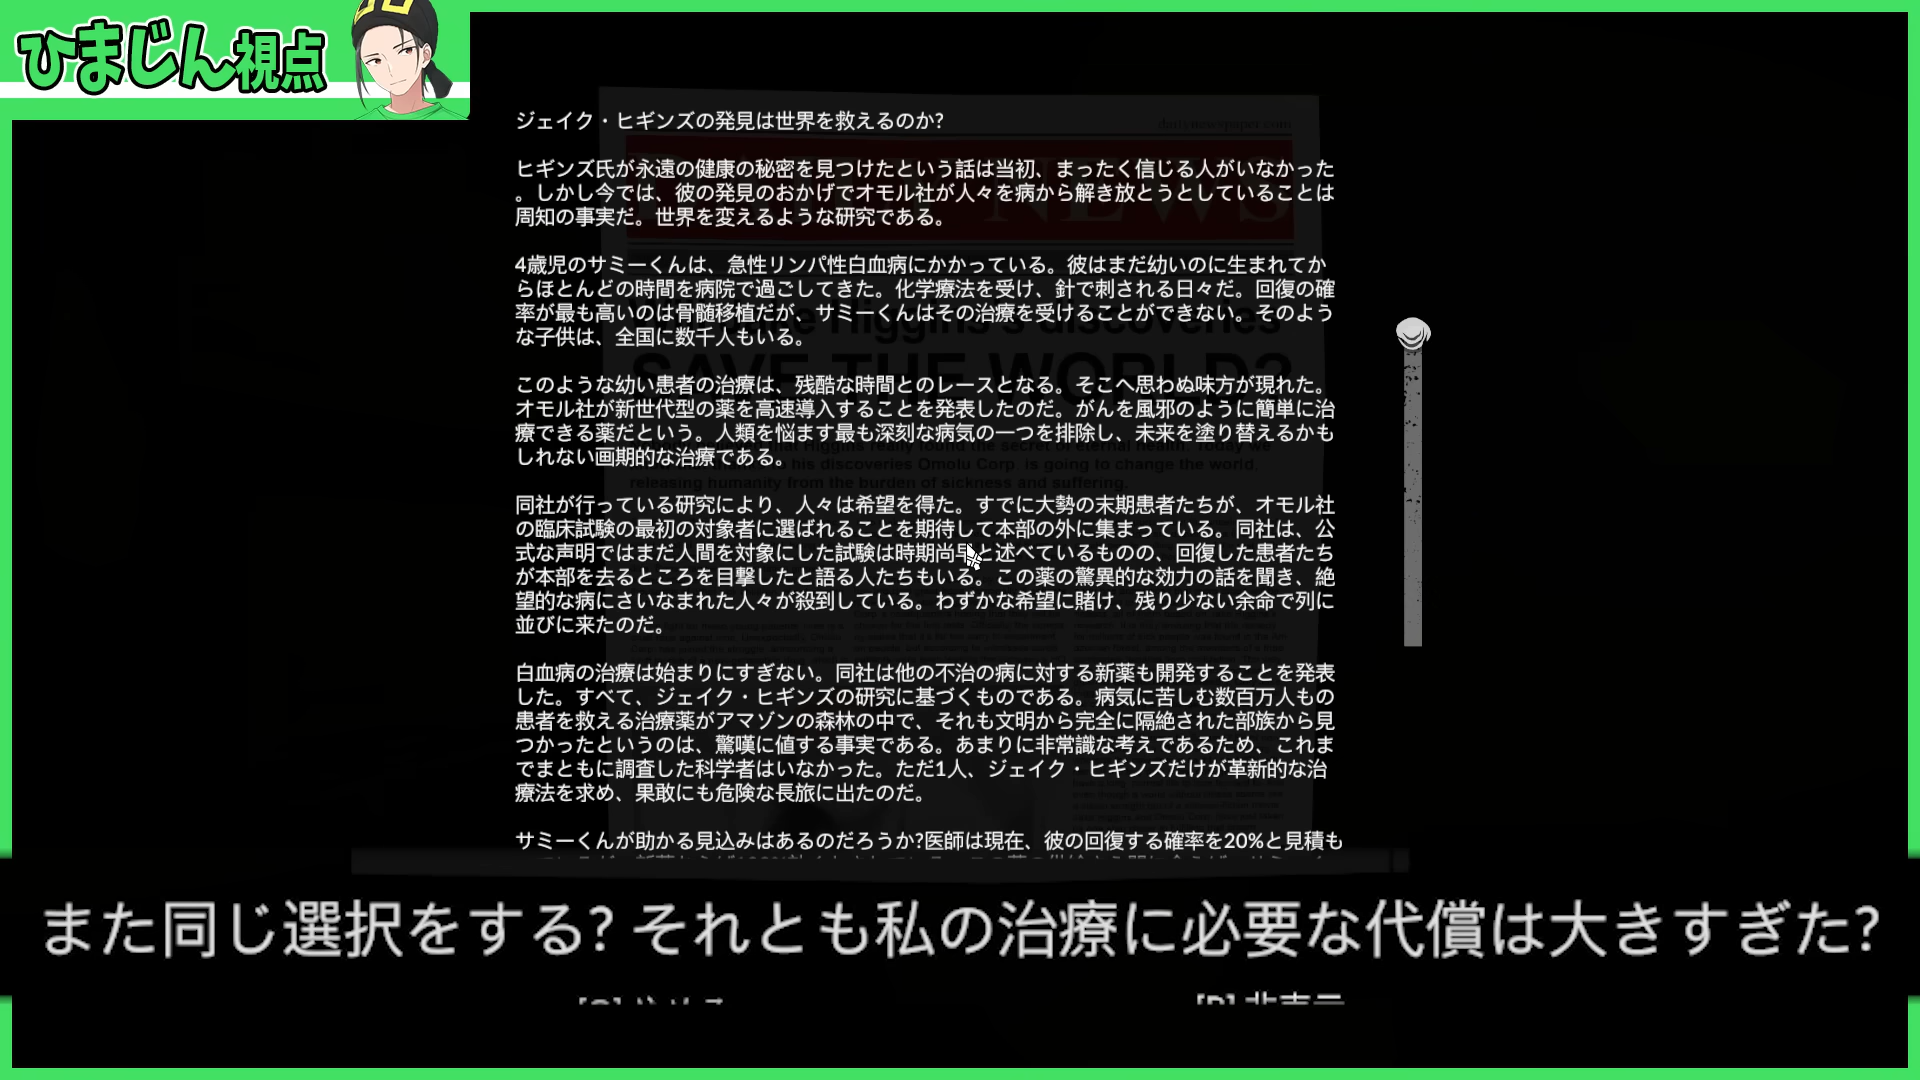 ひまじん視点
dailynewspaper.com
ジェイク・ヒギンズの発見は世界を救えるのか?
ヒギンズ氏が永遠の健康の秘密を見つけたという話は当初、まったく信じる人がいなかった
。しかし今では、彼の発見のおかげでオモル社が人々を病から解き放とうとしていることは
周知の事実だ。世界を変えるような研究である。
4歳児のサミーくんは、急性リンパ性白血病にかかっている。彼はまだ幼いのに生まれてか
らほとんどの時間を病院で過ごしてきた。化学療法を受け、針で刺される日々だ。回復の確
率が最も高いのは骨髄移植だが、サミーくんはその治療を受けることができない。そのよう
な子供は、全国に数千人もいる。
このような幼い患者の治療は、残酷な時間とのレースとなる。そこへ思わぬ味方が現れた。
オモル社が新世代型の薬を高速導入することを発表したのだ。がんを風邪のように簡単に治
療できる薬だという。人類を悩ます最も深刻な病気の一つを排除し、未来を塗り替えるかも
しれない画期的な治療である。
同社が行っている研究により、人々は希望を得た。すでに大勢の末期患者たちが、オモル社
の臨床試験の最初の対象者に選ばれることを期待して本部の外に集まっている。同社は、公
式な声明ではまだ人間を対象にした試験は時期尚早と述べているものの、回復した患者たち
が本部を去るところを目撃したと語る人たちもいる。この薬の驚異的な効力の話を聞き、絶
望的な病にさいなまれた人々が殺到している。わずかな希望に賭け、残り少ない余命で列に
並びに来たのだ。
白血病の治療は始まりにすぎない。同社は他の不治の病に対する新薬も開発することを発表
した。すべて、ジェイク・ヒギンズの研究に基づくものである。病気に苦しむ数百万人もの
患者を救える治療薬がアマゾンの森林の中で、それも文明から完全に隔絶された部族から見
つかったというのは、驚嘆に値する事実である。あまりに非常識な考えであるため、これま
でまともに調査した科学者はいなかった。ただ1人、ジェイク・ヒギンズだけが革新的な治
療法を求め、果敢にも危険な長旅に出たのだ。
サミーくんが助かる見込みはあるのだろうか?医師は現在、彼の回復する確率を20%と見積も
NEWS
Higgins's discoveries
SAVE THE WORLD?
his discoveries Omolu Corp is going to change the world,
releasing humanity from the burden of sickness and suffering.
また同じ選択をする? それとも私の治療に必要な代償は大きすぎた?